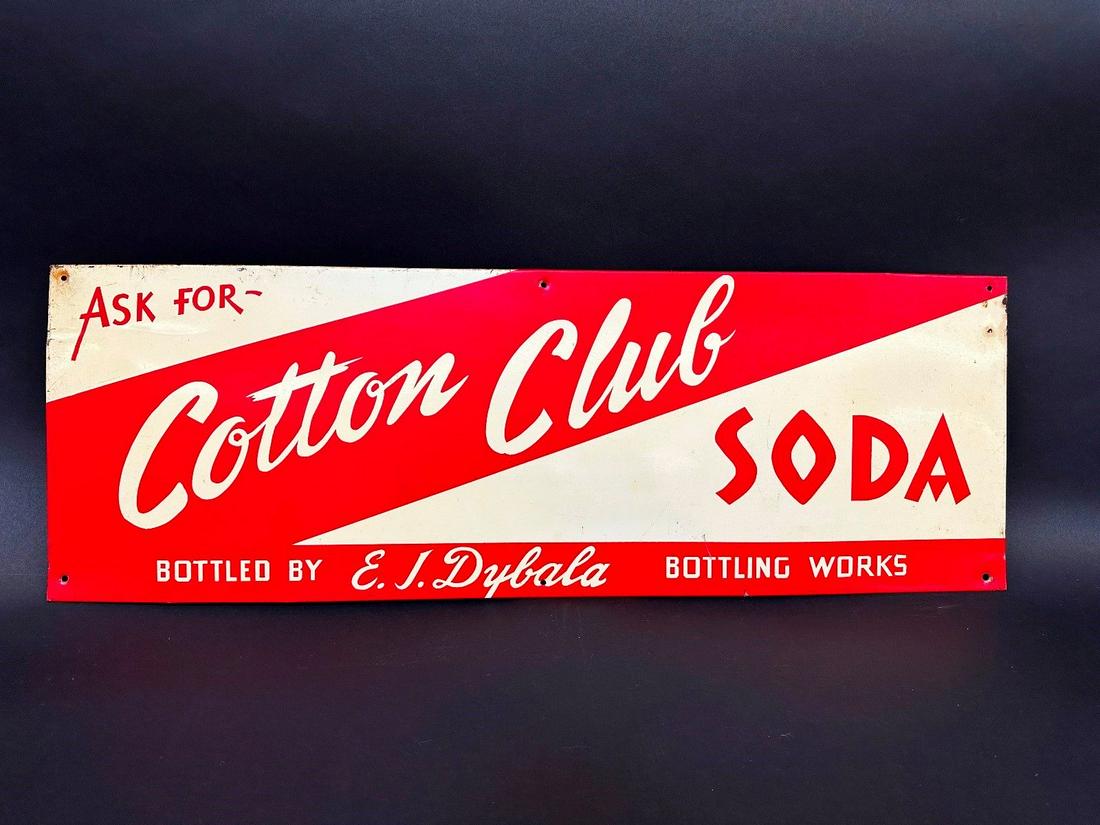 ASK FOR-
Cotton Club
SODA
BOTTLED BY E. J. Dybala BOTTLING WORKS